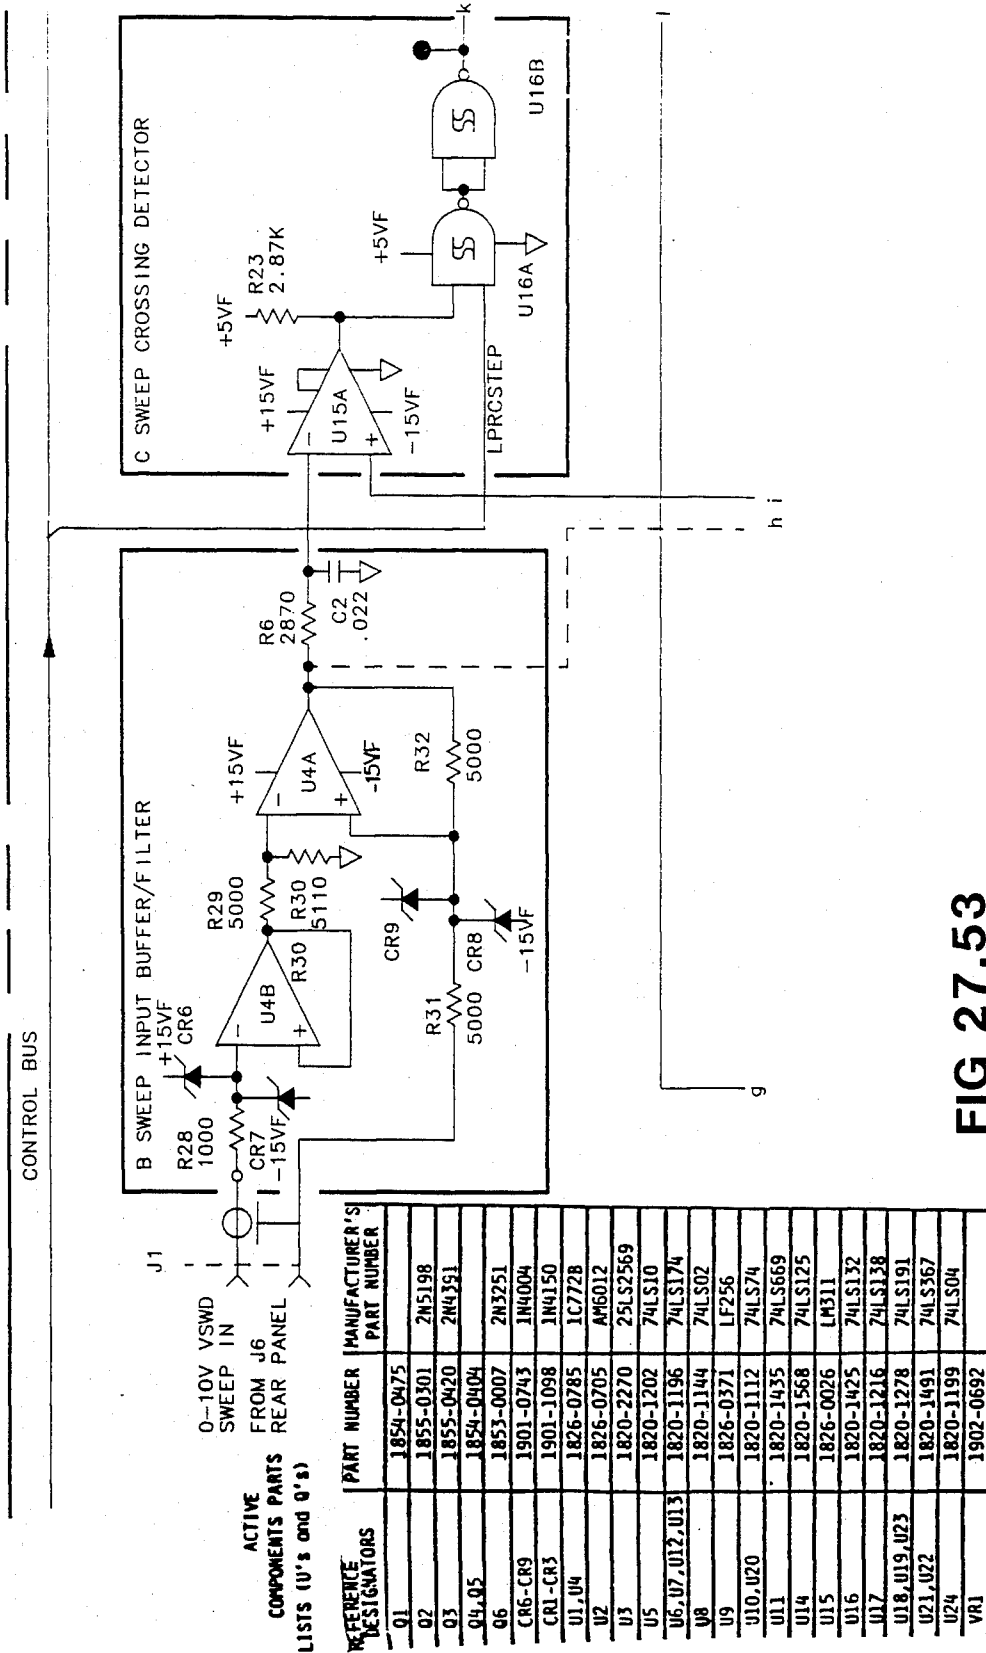 CONTROL BUS
B SWEEP INPUT BUFFER/FILTER
C SWEEP CROSSING DETECTOR
J1
0-10V VSWD
SWEEP IN
FROM J6
REAR PANEL
R28
1000
+15VF
CR6
CR7
-15VF
U4B
R30
R29
5000
R30
5110
+15VF
U4A
-15VF
R31
5000
CR9
CR8
-15VF
R32
5000
R6
2870
C2
.022
+15VF
U15A
-15VF
+5VF
R23
2.87K
LPRCSTEP
+5VF
U16A
U16B
k
l
h i
g
ACTIVE
COMPONENTS PARTS
LISTS (U's and Q's)
REFERENCE DESIGNATORS PART NUMBER MANUFACTURER'S PART NUMBER
Q1 1854-0475
Q2 1855-0301 2N5198
Q3 1855-0420 2N4391
Q4,Q5 1854-0404
Q6 1853-0007 2N3251
CR6-CR9 1901-0743 1N4004
CR1-CR3 1901-1098 1N4150
U1,U4 1826-0785 1C772B
U2 1826-0705 AM6012
U3 1820-2270 25LS2569
U5 1820-1202 74LS10
U6,U7,U12,U13 1820-1196 74LS174
U8 1820-1144 74LS02
U9 1826-0371 LF256
U10,U20 1820-1112 74LS74
U11 1820-1435 74LS669
U14 1820-1568 74LS125
U15 1826-0026 LM311
U16 1820-1425 74LS132
U17 1820-1216 74LS138
U18,U19,U23 1820-1278 74LS191
U21,U22 1820-1491 74LS367
U24 1820-1199 74LS04
VR1 1902-0692
FIG 27.53